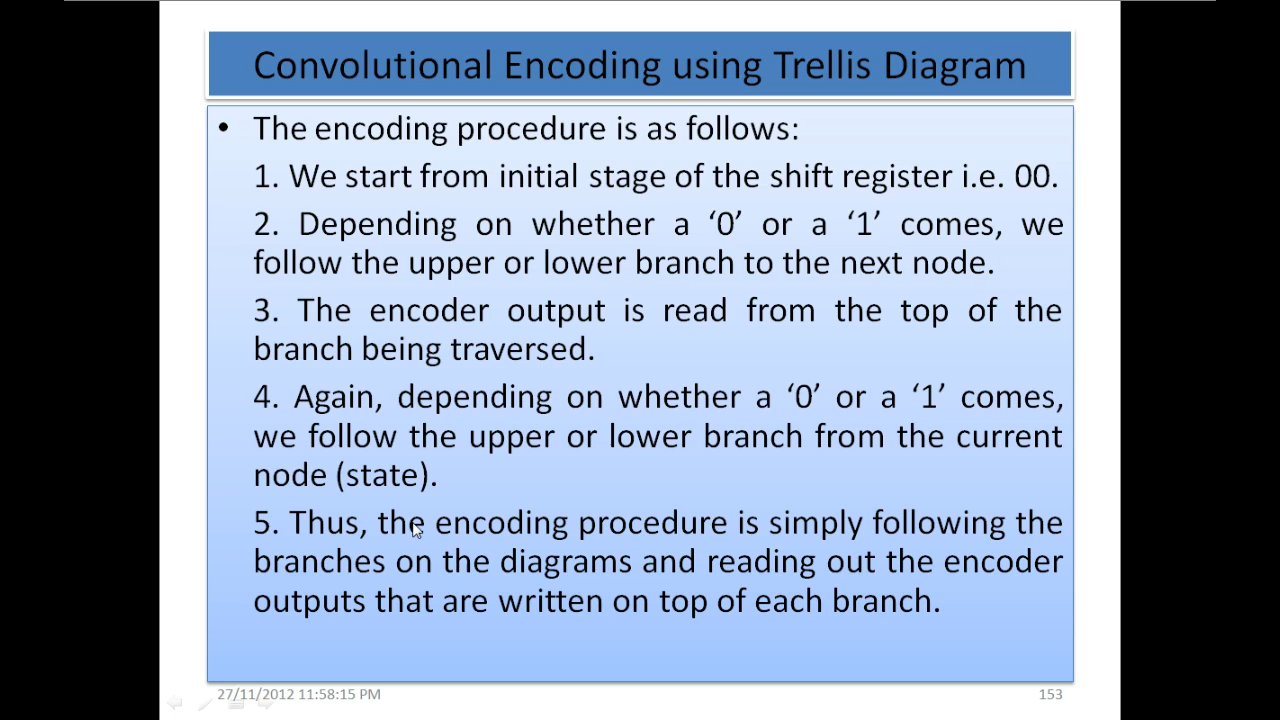 Convolutional Encoding using Trellis Diagram
• The encoding procedure is as follows:
1. We start from initial stage of the shift register i.e. 00.
2. Depending on whether a ‘0’ or a ‘1’ comes, we
follow the upper or lower branch to the next node.
3. The encoder output is read from the top of the
branch being traversed.
4. Again, depending on whether a ‘0’ or a ‘1’ comes,
we follow the upper or lower branch from the current
node (state).
5. Thus, the encoding procedure is simply following the
branches on the diagrams and reading out the encoder
outputs that are written on top of each branch.
27/11/2012 11:58:15 PM
153